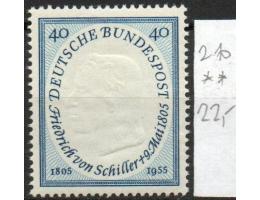 40 40
DEUTSCHE BUNDESPOST
Friedrich von Schiller + 9. Mai 1805
1805 1955
210
**
22,-